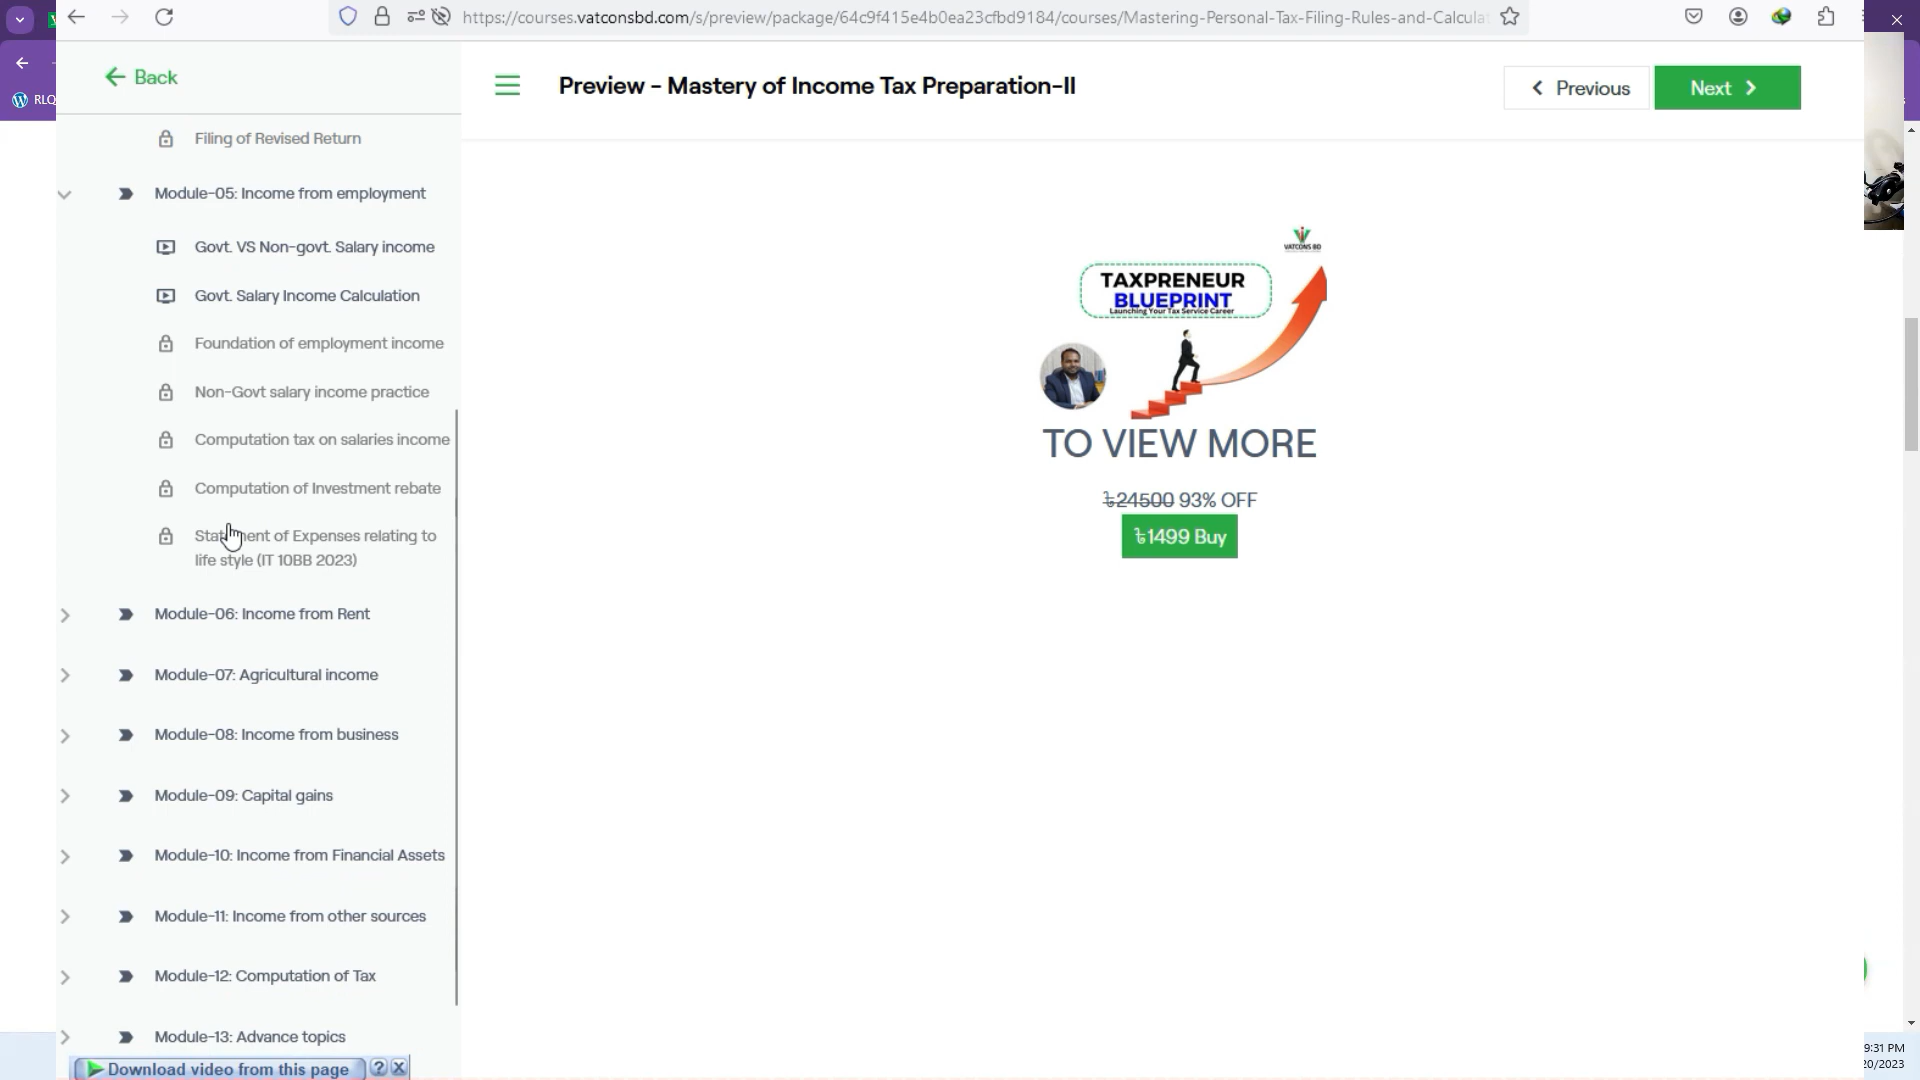 https://courses.vatconsbd.com/s/preview/package/64c9f415e4b0ea23cfbd9184/courses/Mastering-Personal-Tax-Filing-Rules-and-Calculat
RLQ
Back
Preview - Mastery of Income Tax Preparation-II
Previous
Next
Filing of Revised Return
Module-05: Income from employment
Govt. VS Non-govt. Salary income
Govt. Salary Income Calculation
Foundation of employment income
Non-Govt salary income practice
Computation tax on salaries income
Computation of Investment rebate
Statement of Expenses relating to
life style (IT 10BB 2023)
Module-06: Income from Rent
Module-07: Agricultural income
Module-08: Income from business
Module-09: Capital gains
Module-10: Income from Financial Assets
Module-11: Income from other sources
Module-12: Computation of Tax
Module-13: Advance topics
Download video from this page
?
VATCONS BD
TAXPRENEUR
BLUEPRINT
Launching Your Tax Service Career
TO VIEW MORE
৳24500 93% OFF
৳1499 Buy
9:31 PM
20/2023